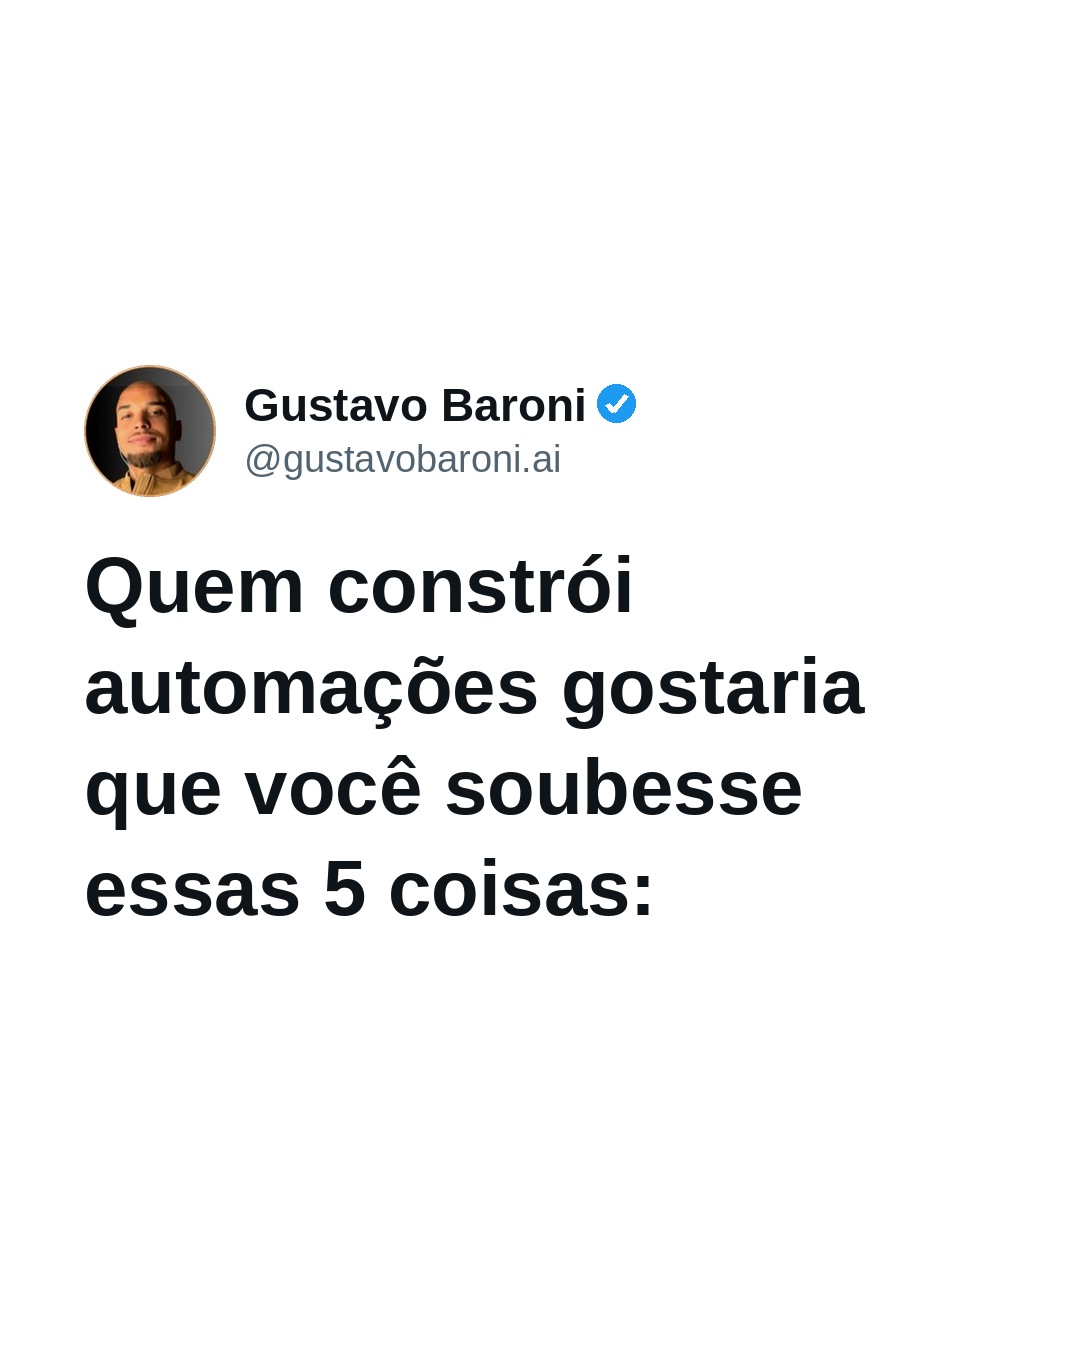 Gustavo Baroni
@gustavobaroni.ai
Quem constrói
automações gostaria
que você soubesse
essas 5 coisas: